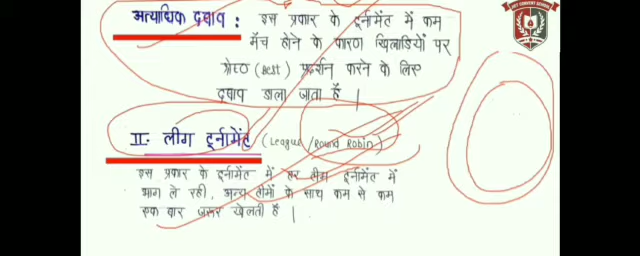 अत्याधिक दबाव : इस प्रकार के टूर्नामेंट में कम
मैच होने के कारण खिलाडियों पर
श्रेष्ठ (Best) प्रदर्शन करने के लिए
दबाव डाला जाता है |
II- लीग टूर्नामेंट (League /Round Robin)
इस प्रकार के टूर्नामेंट में हर टीम टूर्नामेंट में
भाग ले रही, अन्य टीमों के साथ कम से कम
एक बार जरूर खेलती है |